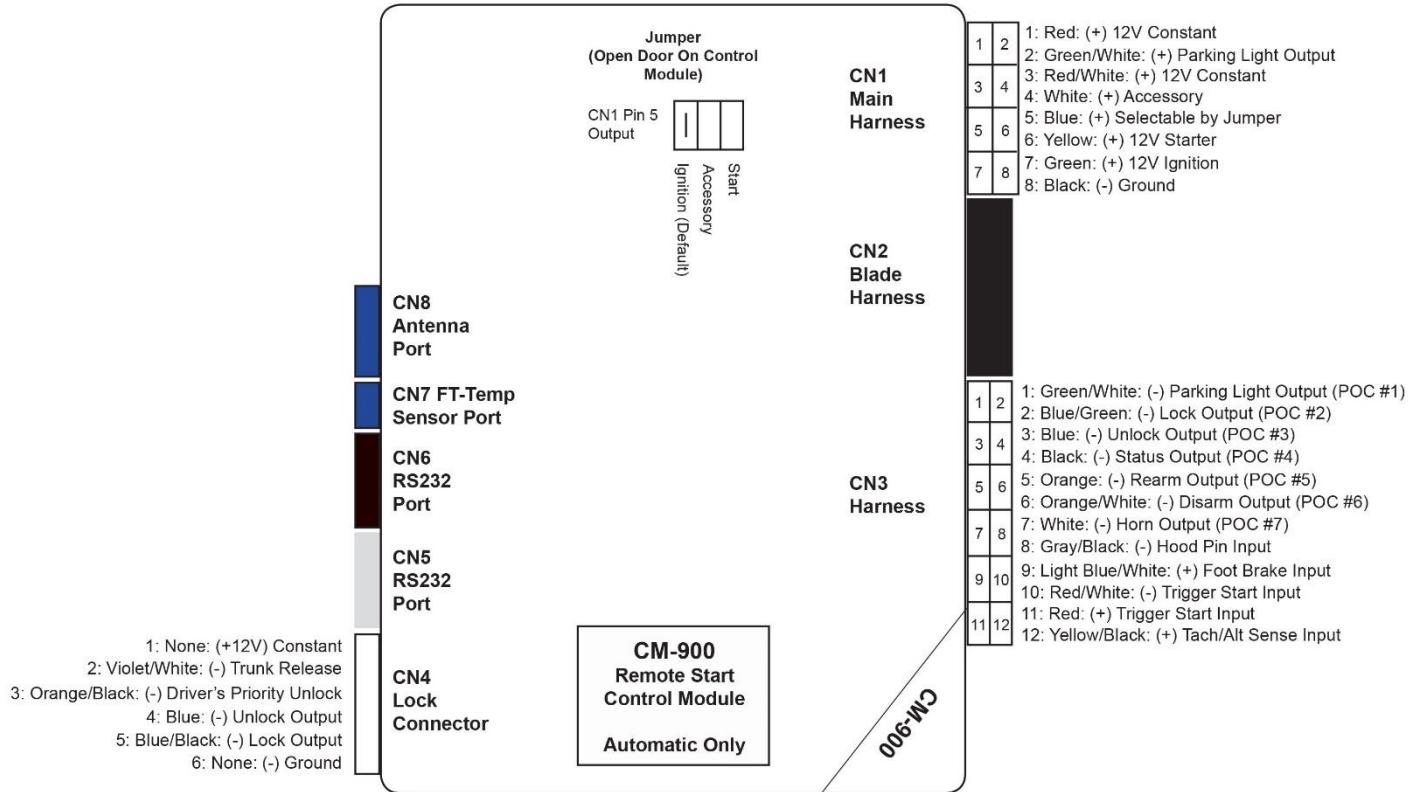 Jumper
(Open Door On Control
Module)
CN1 Pin 5
Output
Ignition (Default)
Accessory
Start
CN1
Main
Harness
1 2
3 4
5 6
7 8
1: Red: (+) 12V Constant
2: Green/White: (+) Parking Light Output
3: Red/White: (+) 12V Constant
4: White: (+) Accessory
5: Blue: (+) Selectable by Jumper
6: Yellow: (+) 12V Starter
7: Green: (+) 12V Ignition
8: Black: (-) Ground
CN2
Blade
Harness
CN3
Harness
1 2
3 4
5 6
7 8
9 10
11 12
1: Green/White: (-) Parking Light Output (POC #1)
2: Blue/Green: (-) Lock Output (POC #2)
3: Blue: (-) Unlock Output (POC #3)
4: Black: (-) Status Output (POC #4)
5: Orange: (-) Rearm Output (POC #5)
6: Orange/White: (-) Disarm Output (POC #6)
7: White: (-) Horn Output (POC #7)
8: Gray/Black: (-) Hood Pin Input
9: Light Blue/White: (+) Foot Brake Input
10: Red/White: (-) Trigger Start Input
11: Red: (+) Trigger Start Input
12: Yellow/Black: (+) Tach/Alt Sense Input
CN8
Antenna
Port
CN7 FT-Temp
Sensor Port
CN6
RS232
Port
CN5
RS232
Port
CN4
Lock
Connector
1: None: (+12V) Constant
2: Violet/White: (-) Trunk Release
3: Orange/Black: (-) Driver's Priority Unlock
4: Blue: (-) Unlock Output
5: Blue/Black: (-) Lock Output
6: None: (-) Ground
CM-900
Remote Start
Control Module
Automatic Only
CM-900